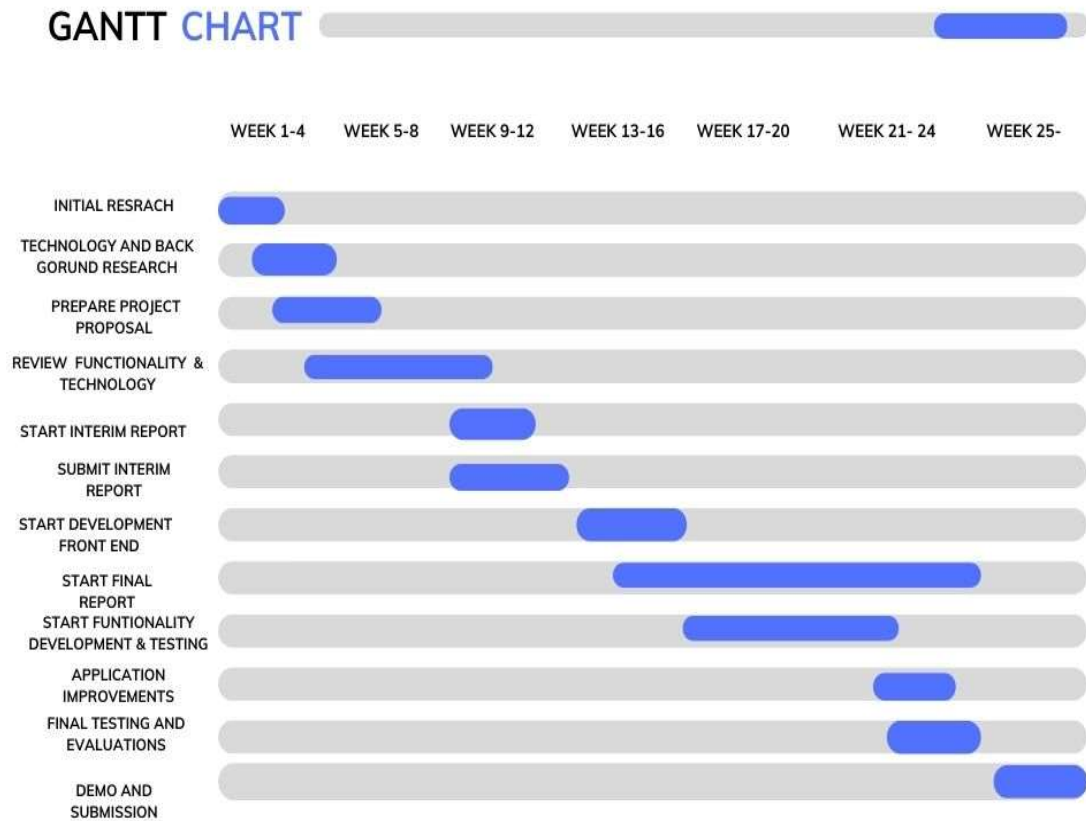 GANTT CHART
WEEK 1-4 WEEK 5-8 WEEK 9-12 WEEK 13-16 WEEK 17-20 WEEK 21- 24 WEEK 25-
INITIAL RESRACH
TECHNOLOGY AND BACK
GORUND RESEARCH
PREPARE PROJECT
PROPOSAL
REVIEW FUNCTIONALITY &
TECHNOLOGY
START INTERIM REPORT
SUBMIT INTERIM
REPORT
START DEVELOPMENT
FRONT END
START FINAL
REPORT
START FUNTIONALITY
DEVELOPMENT & TESTING
APPLICATION
IMPROVEMENTS
FINAL TESTING AND
EVALUATIONS
DEMO AND
SUBMISSION